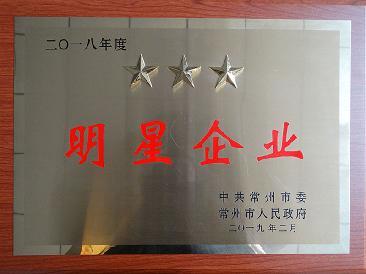 二〇一八年度
明星企业
中共常州市委
常州市人民政府
二〇一九年二月